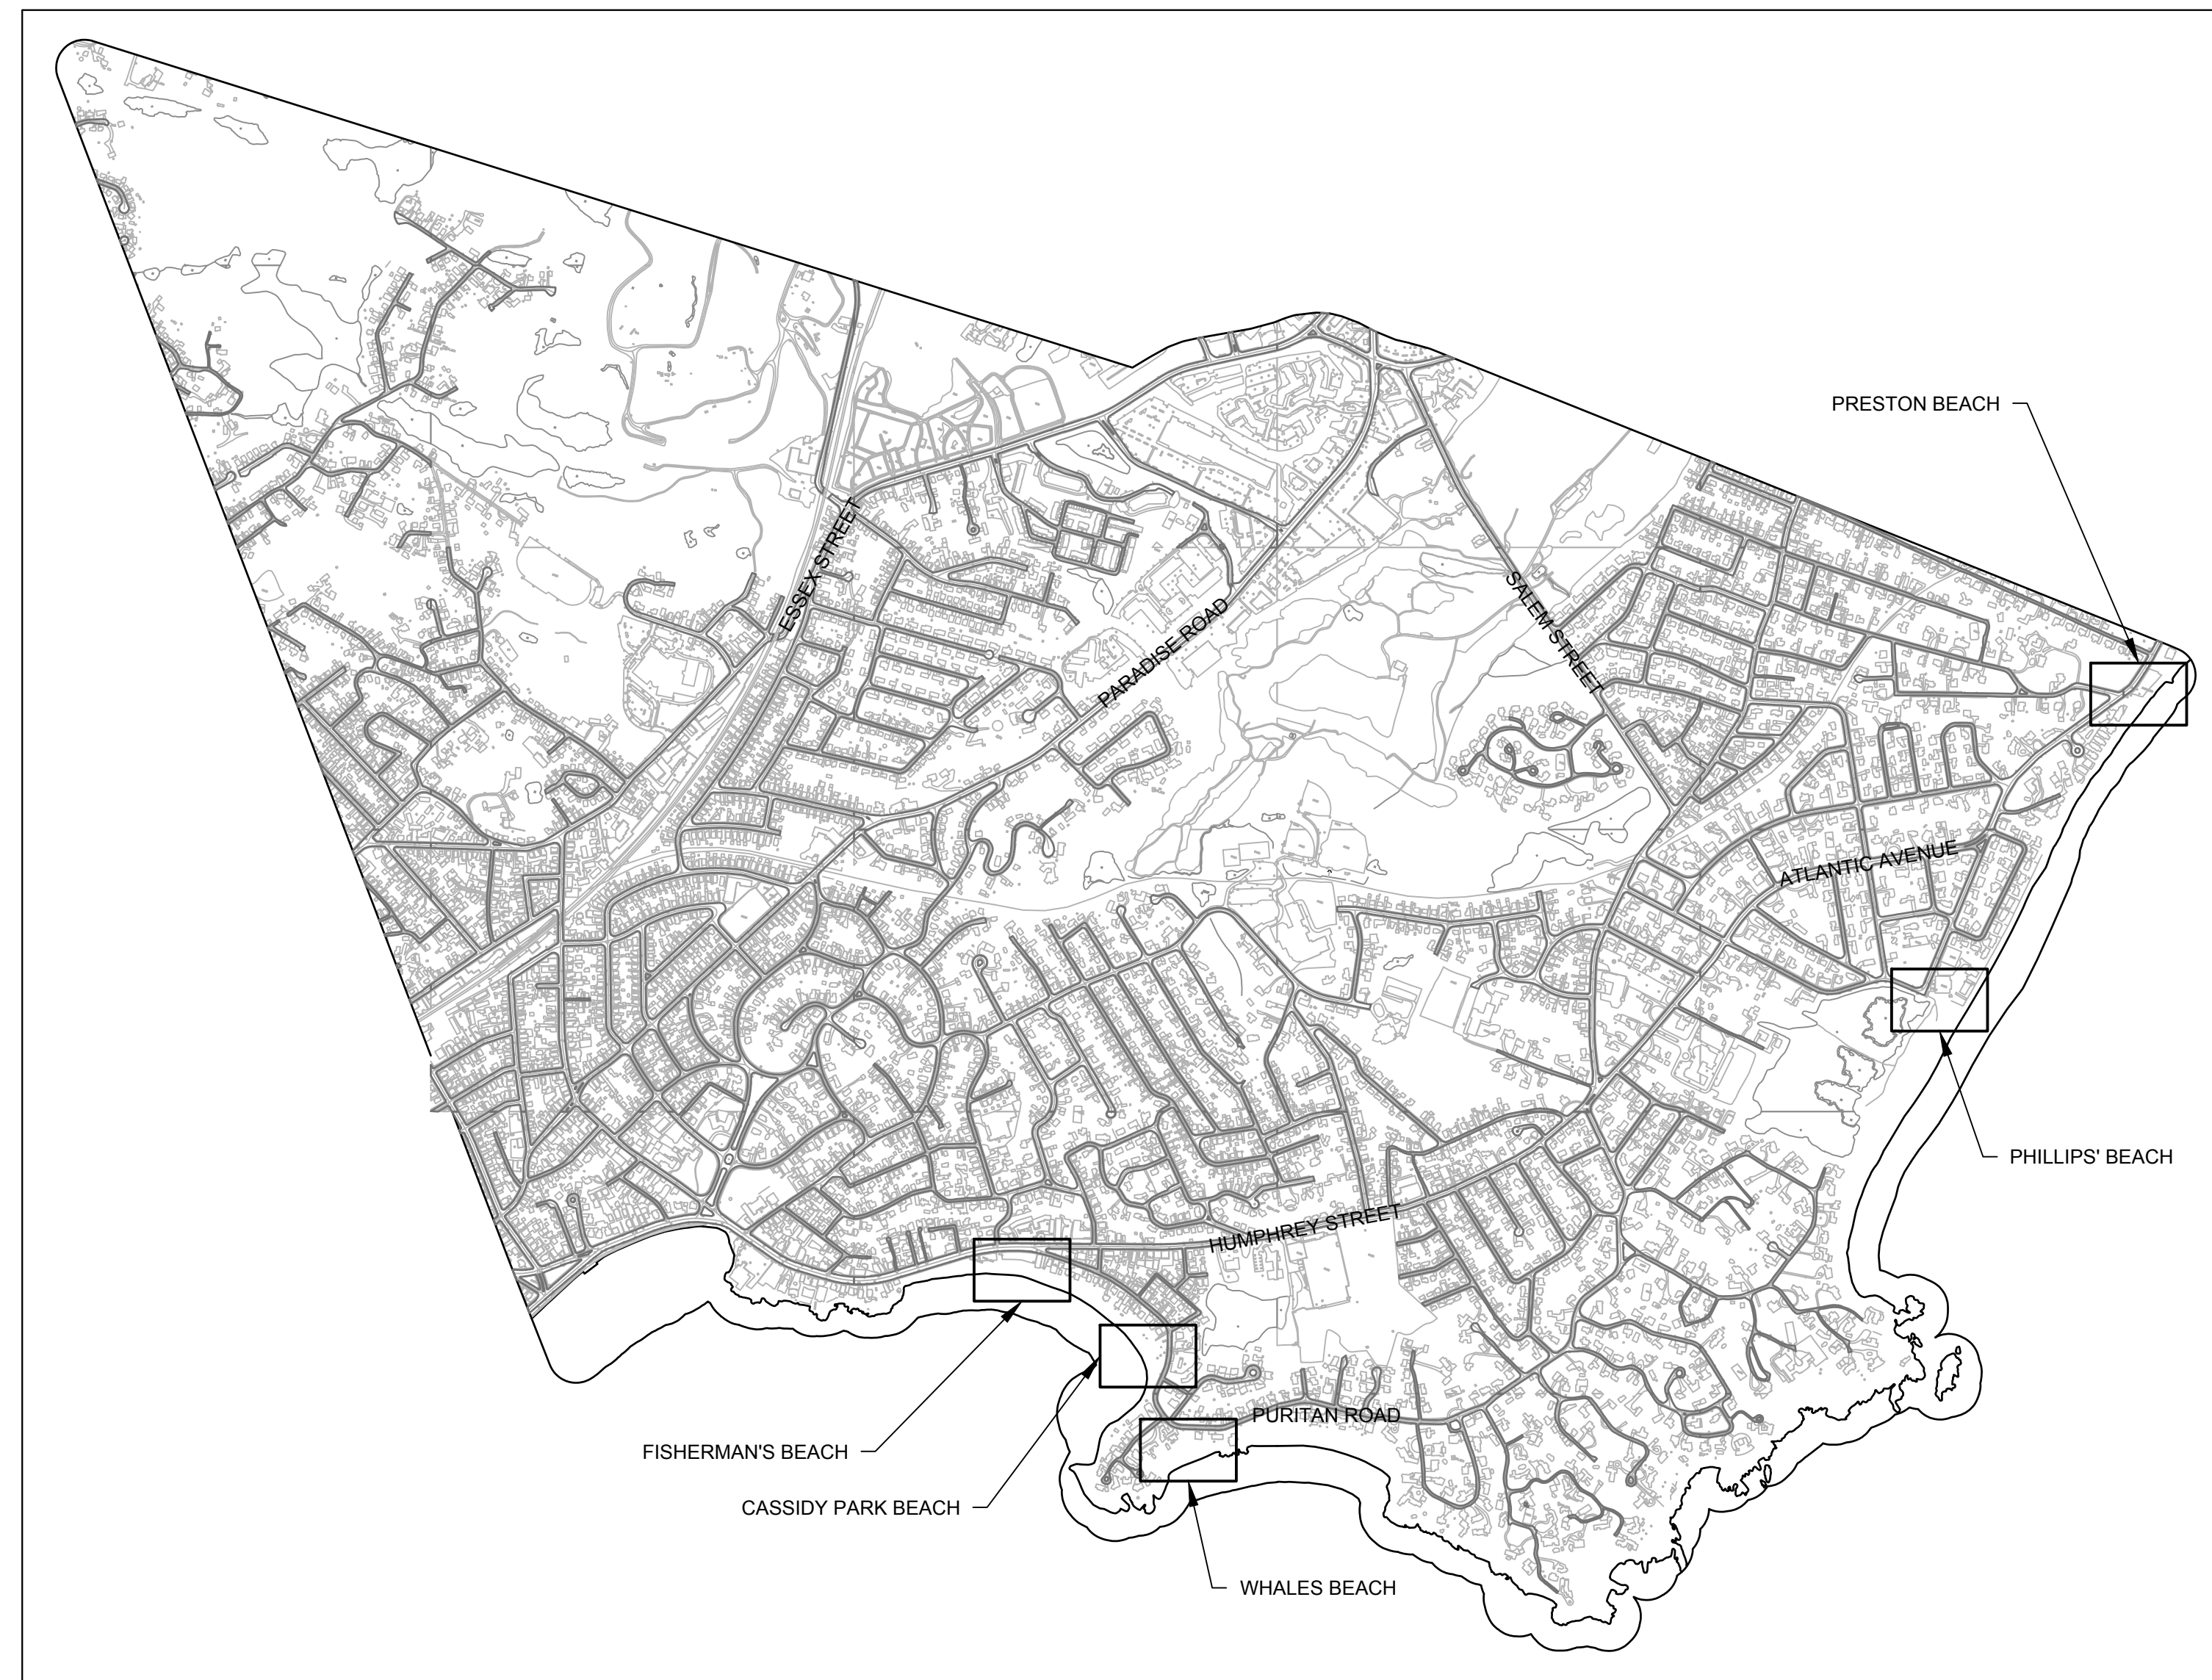 PRESTON BEACH
ESSEX STREET
PARADISE ROAD
SALEM STREET
ATLANTIC AVENUE
PHILLIPS' BEACH
HUMPHREY STREET
PURITAN ROAD
FISHERMAN'S BEACH
CASSIDY PARK BEACH
WHALES BEACH